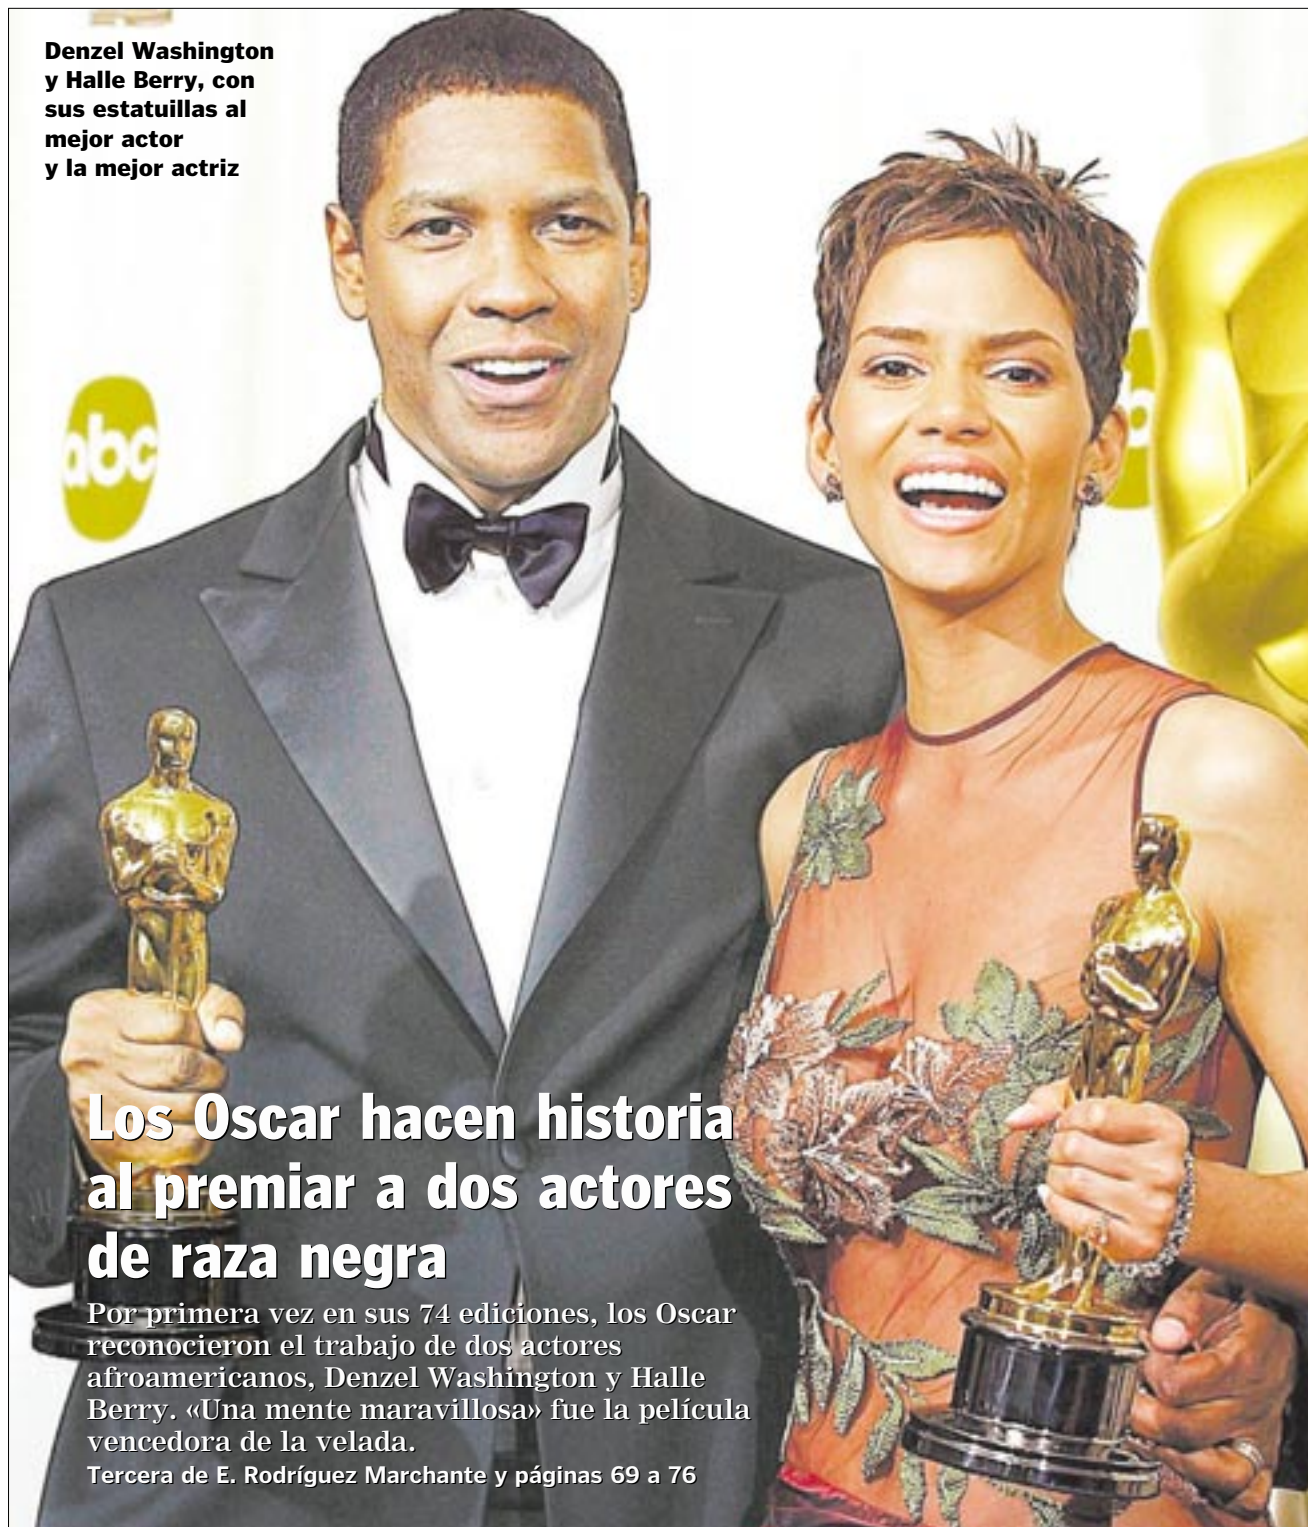 Denzel Washington
y Halle Berry, con
sus estatuillas al
mejor actor
y la mejor actriz
abc
b
Los Oscar hacen historia
al premiar a dos actores
de raza negra
Por primera vez en sus 74 ediciones, los Oscar
reconocieron el trabajo de dos actores
afroamericanos, Denzel Washington y Halle
Berry. «Una mente maravillosa» fue la película
vencedora de la velada.
Tercera de E. Rodríguez Marchante y páginas 69 a 76